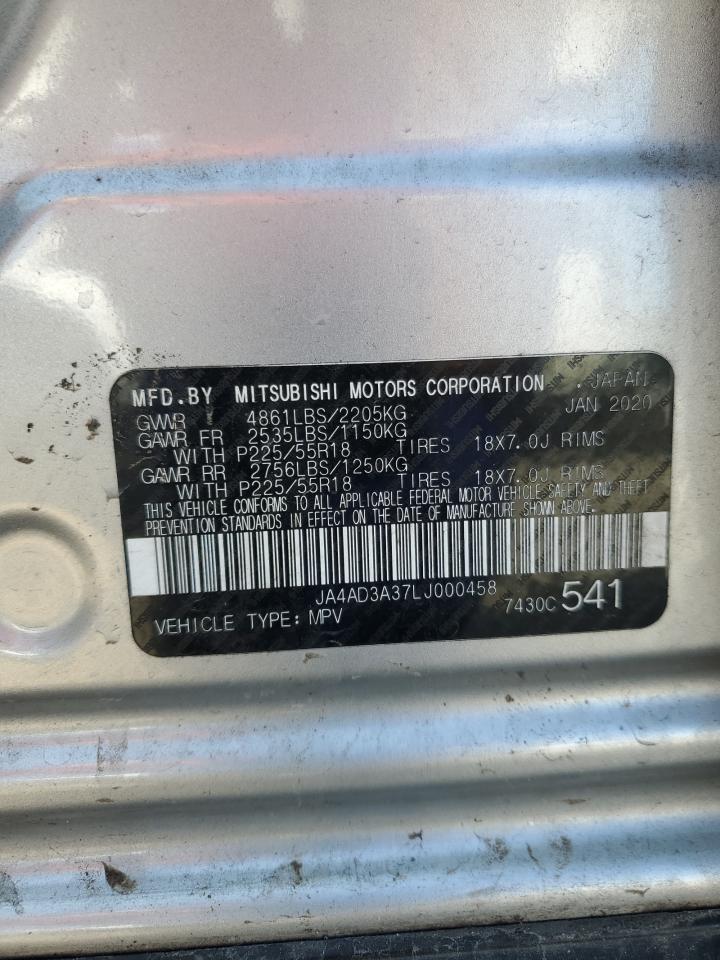 MFD.BY MITSUBISHI MOTORS CORPORATION . JAPAN
GVWR 4861LBS/2205KG JAN 2020
GAWR FR 2535LBS/1150KG
WITH P225/55R18 TIRES 18X7.0J RIMS
GAWR RR 2756LBS/1250KG
WITH P225/55R18 TIRES 18X7.0J RIMS
THIS VEHICLE CONFORMS TO ALL APPLICABLE FEDERAL MOTOR VEHICLE SAFETY AND THEFT
PREVENTION STANDARDS IN EFFECT ON THE DATE OF MANUFACTURE SHOWN ABOVE.
JA4AD3A37LJ000458
VEHICLE TYPE: MPV 7430C 541